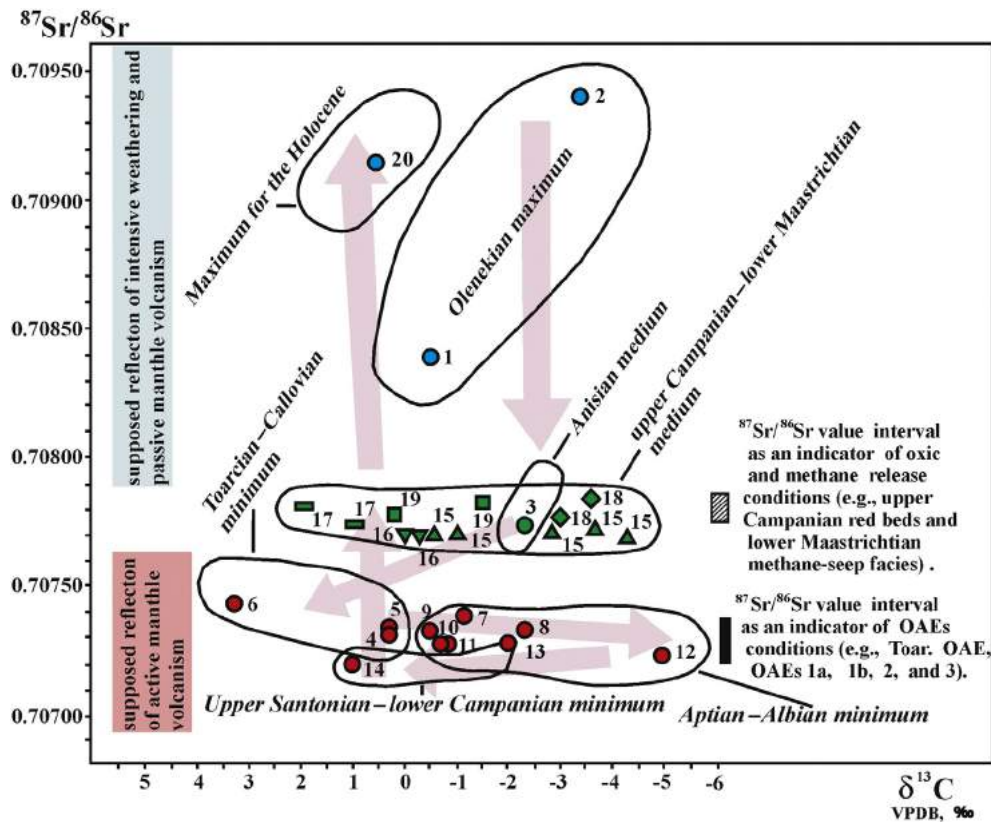 ⁸⁷Sr/⁸⁶Sr
0.70950
0.70900
0.70850
0.70800
0.70750
0.70700
supposed reflecton of intensive weathering and
passive manthle volcanism
supposed reflecton
of active manthle
volcanism
Maximum for the Holocene
20
Olenekian maximum
2
1
Anisian medium
upper Campanian–lower Maastrichtian
medium
Toarcian–Callovian
minimum
17
17
19
16
16
15
15
19
3
18
18
15
15
15
6
5
4
9
10
11
7
8
13
12
14
Upper Santonian–lower Campanian minimum
Aptian–Albian minimum
⁸⁷Sr/⁸⁶Sr value interval
as an indicator of oxic
and methane release
conditions (e.g., upper
Campanian red beds and
lower Maastrichtian
methane-seep facies) .
⁸⁷Sr/⁸⁶Sr value interval
as an indicator of OAEs
conditions (e.g., Toar. OAE,
OAEs 1a, 1b, 2, and 3).
5 4 3 2 1 0 -1 -2 -3 -4 -5 -6
δ¹³C
VPDB, ‰